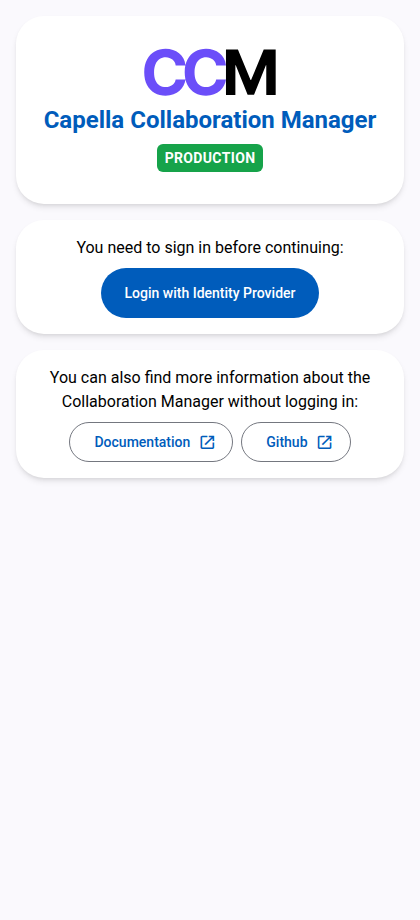 CCM
Capella Collaboration Manager
PRODUCTION
You need to sign in before continuing:
Login with Identity Provider
You can also find more information about the
Collaboration Manager without logging in:
Documentation
Github